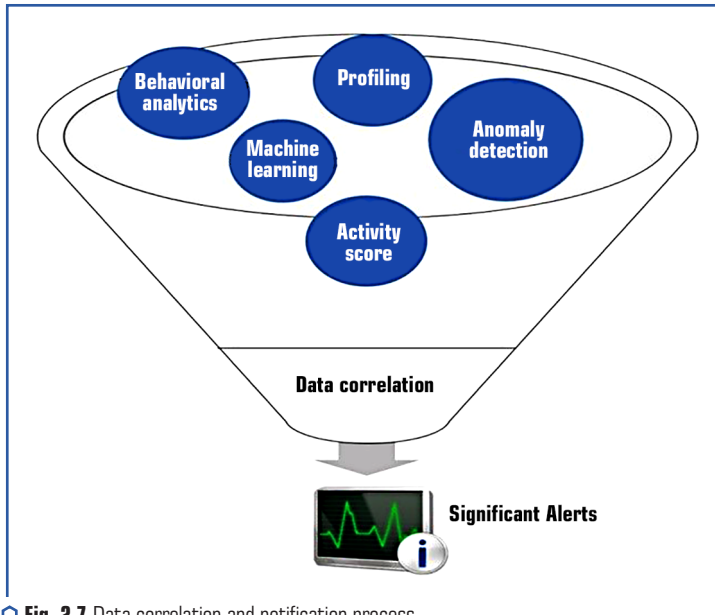 Behavioral
analytics
Profiling
Anomaly
detection
Machine
learning
Activity
score
Data correlation
Significant Alerts
i
Fig. 3.7 Data correlation and notification process